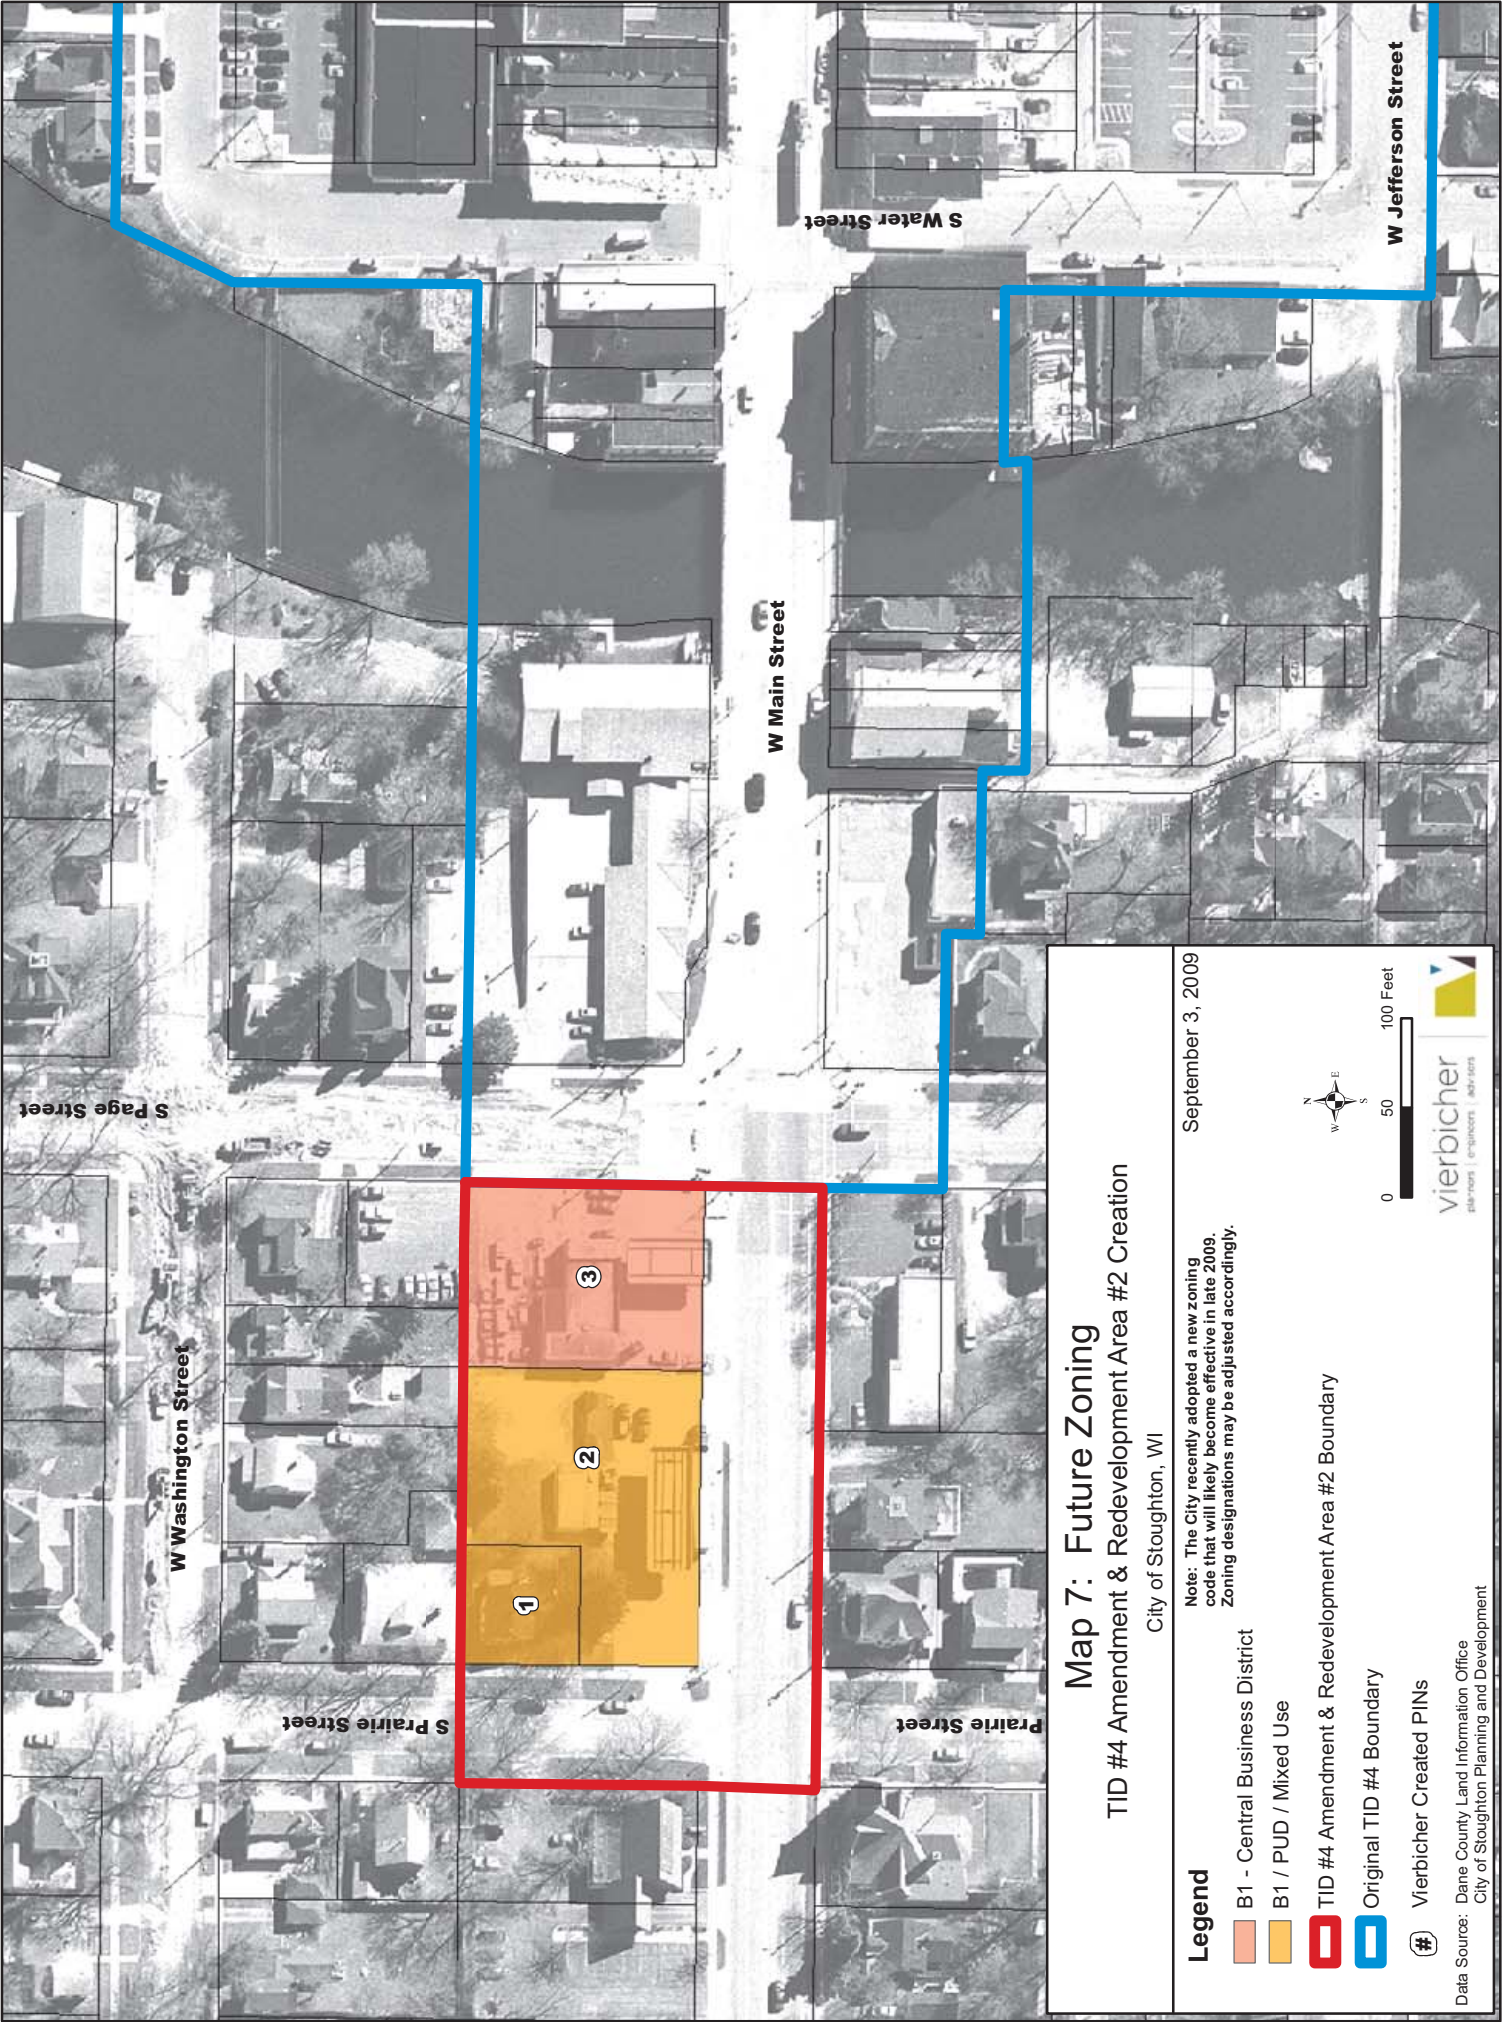 W Jefferson Street
S Water Street
W Main Street
S Page Street
W Washington Street
S Prairie Street
Prairie Street
1
2
3
Map 7: Future Zoning
TID #4 Amendment & Redevelopment Area #2 Creation
City of Stoughton, WI
Legend
B1 - Central Business District
B1 / PUD / Mixed Use
TID #4 Amendment & Redevelopment Area #2 Boundary
Original TID #4 Boundary
# Vierbicher Created PINs
Note: The City recently adopted a new zoning
code that will likely become effective in late 2009.
Zoning designations may be adjusted accordingly.
September 3, 2009
N
W E
S
0 50 100 Feet
vierbicher
planners | engineers | advisors
Data Source: Dane County Land Information Office
City of Stoughton Planning and Development